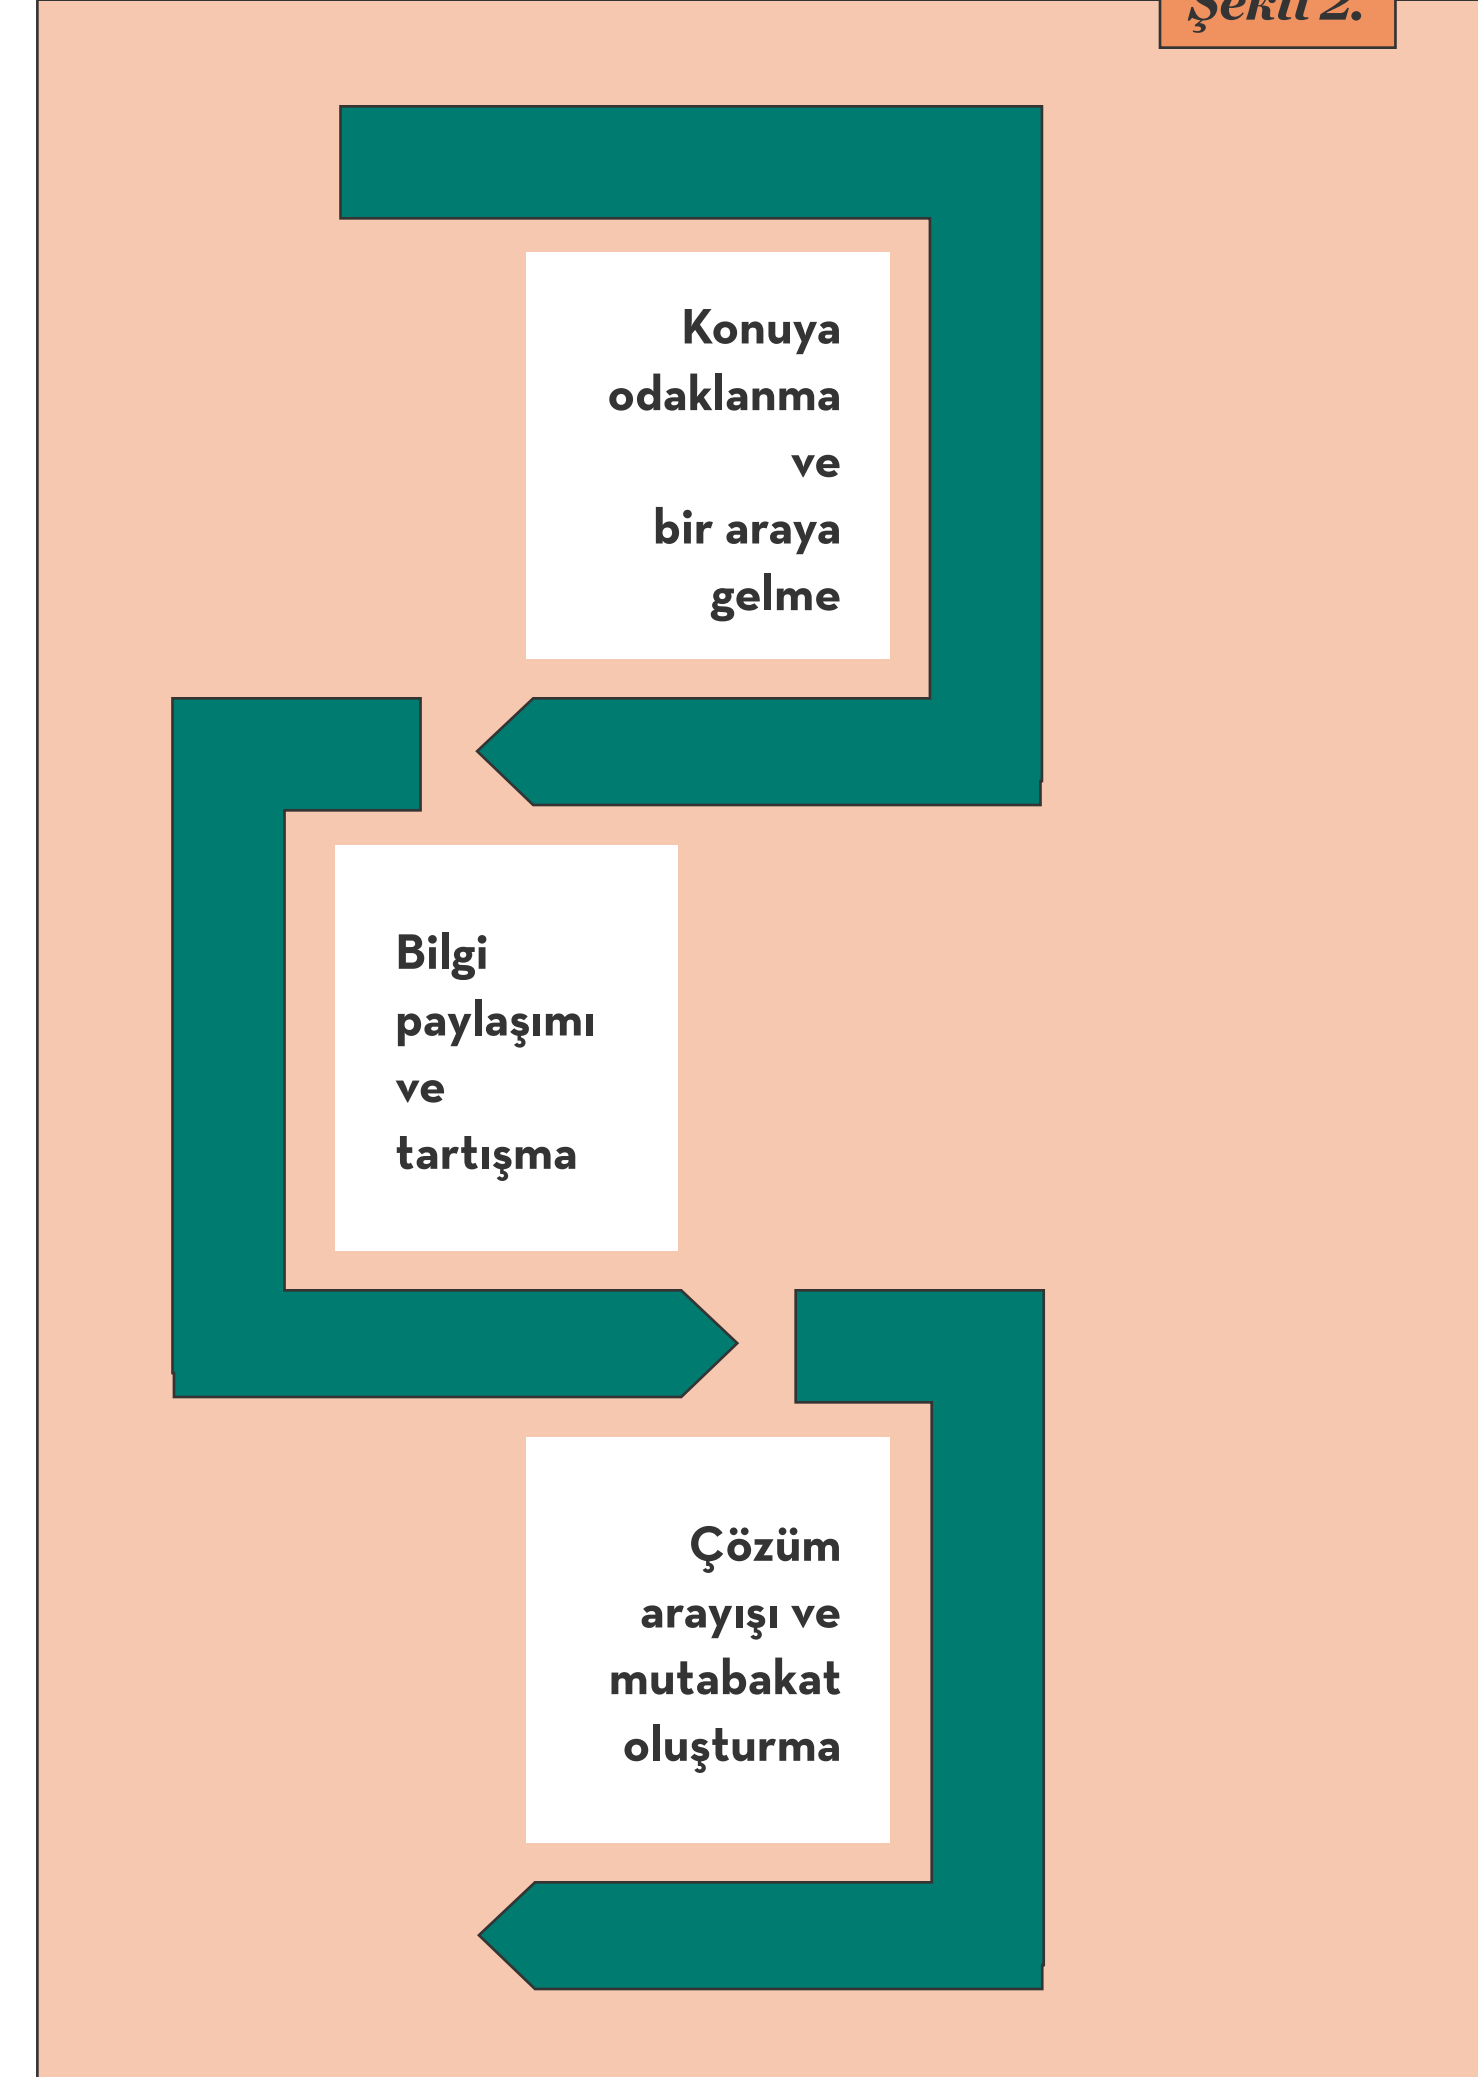 Şekil 2.
Konuya
odaklanma
ve
bir araya
gelme
Bilgi
paylaşımı
ve
tartışma
Çözüm
arayışı ve
mutabakat
oluşturma